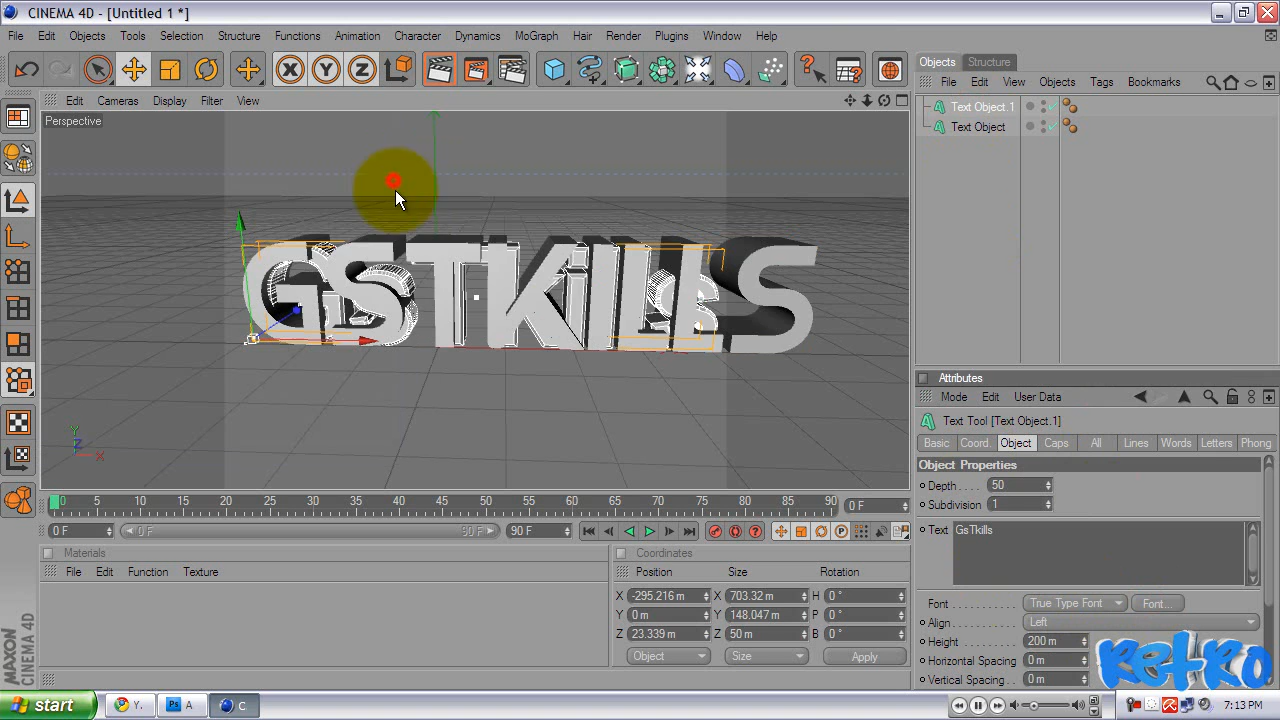 CINEMA 4D - [Untitled 1 *]
File Edit Objects Tools Selection Structure Functions Animation Character Dynamics MoGraph Hair Render Plugins Window Help
X Y Z
Objects Structure
File Edit View Objects Tags Bookmarks
Edit Cameras Display Filter View
Perspective
Text Object.1
Text Object
GSTKILLS
Y
Z
X
Attributes
Mode Edit User Data
Text Tool [Text Object.1]
Basic Coord. Object Caps All Lines Words Letters Phong
Object Properties
Depth . . . . 50
Subdivision 1
Text GsTkills
Font . . . . . . . . . . True Type Font Font...
Align . . . . . . . . . . Left
Height . . . . . . . . . 200 m
Horizontal Spacing 0 m
Vertical Spacing . . 0 m
0 5 10 15 20 25 30 35 40 45 50 55 60 65 70 75 80 85 90 0 F
0 F 0 F 90 F 90 F
Materials
File Edit Function Texture
Coordinates
Position Size Rotation
X -295.216 m X 703.32 m H 0 °
Y 0 m Y 148.047 m P 0 °
Z 23.339 m Z 50 m B 0 °
Object Size Apply
MAXON
CINEMA 4D
Retro
start Y. Ps A C 7:13 PM